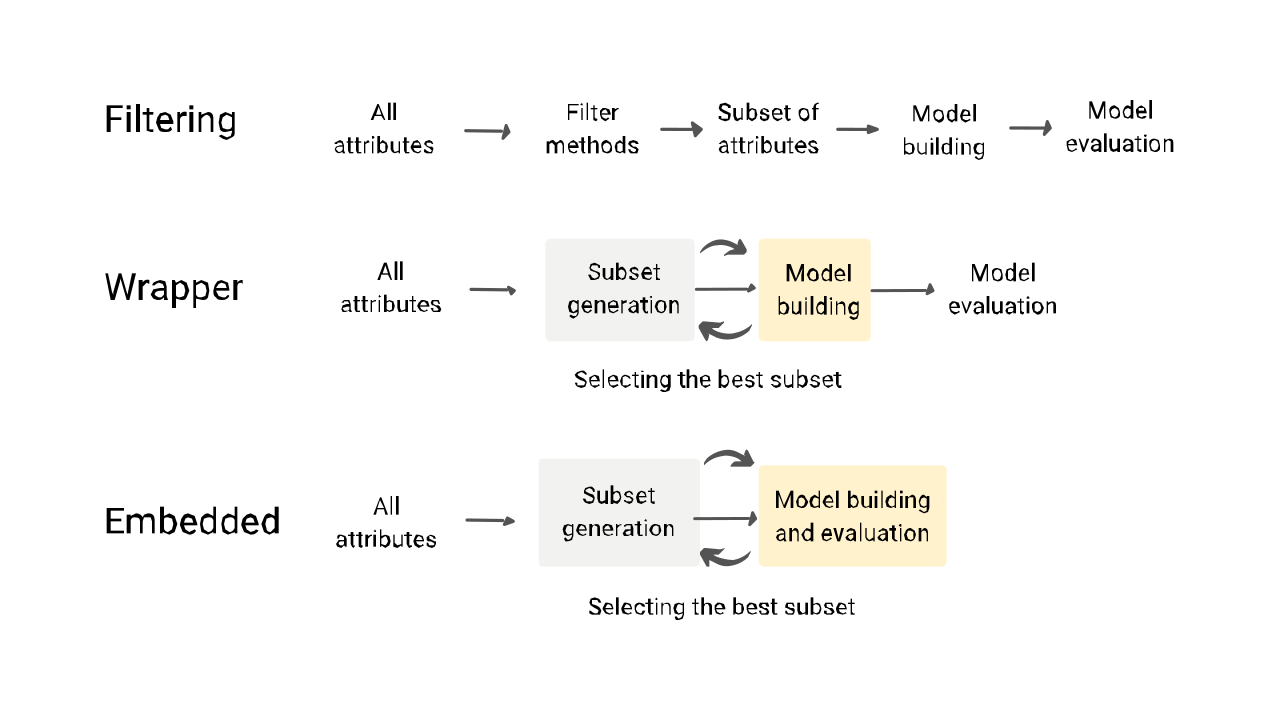 Filtering
All
attributes
Filter
methods
Subset of
attributes
Model
building
Model
evaluation
Wrapper
All
attributes
Subset
generation
Model
building
Model
evaluation
Selecting the best subset
Embedded
All
attributes
Subset
generation
Model building
and evaluation
Selecting the best subset